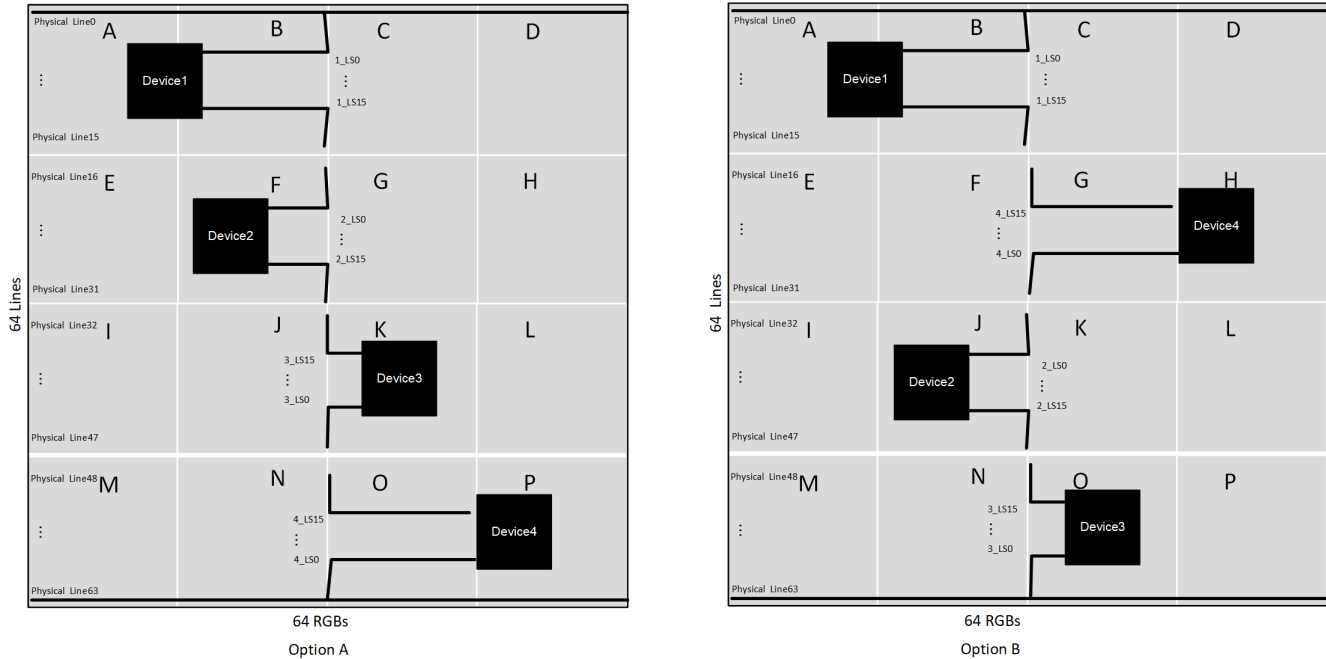 Physical Line0
A
B
C
D
Device1
1_LS0
⋮
⋮
1_LS15
Physical Line15
Physical Line16
E
F
G
H
Device2
2_LS0
⋮
⋮
2_LS15
Physical Line31
64 Lines
Physical Line32
I
J
K
L
3_LS15
Device3
⋮
⋮
3_LS0
Physical Line47
Physical Line48
M
N
O
P
4_LS15
Device4
⋮
⋮
4_LS0
Physical Line63
64 RGBs
Option A
Physical Line0
A
B
C
D
Device1
1_LS0
⋮
⋮
1_LS15
Physical Line15
Physical Line16
E
F
G
H
4_LS15
Device4
⋮
⋮
4_LS0
Physical Line31
64 Lines
Physical Line32
I
J
K
L
Device2
2_LS0
⋮
⋮
2_LS15
Physical Line47
Physical Line48
M
N
O
P
3_LS15
Device3
⋮
⋮
3_LS0
Physical Line63
64 RGBs
Option B